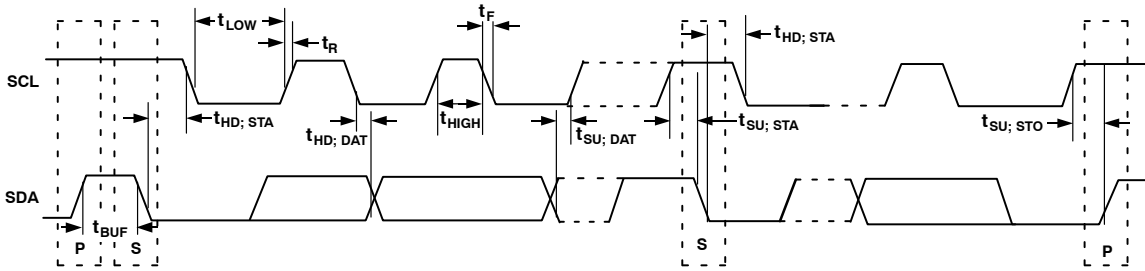 tLOW
tR
tF
tHD; STA
SCL
tHD; STA
tHD; DAT
tHIGH
tSU; DAT
tSU; STA
tSU; STO
SDA
tBUF
P
S
S
P